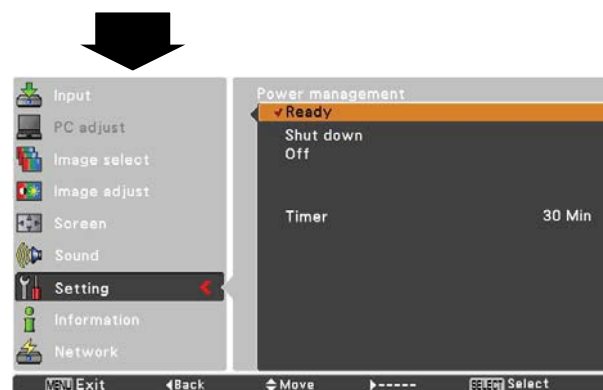 Input
PC adjust
Image select
Image adjust
Screen
Sound
Setting
Information
Network
Power management
Ready
Shut down
Off
Timer 30 Min
MENU Exit Back Move ----- SELECT Select